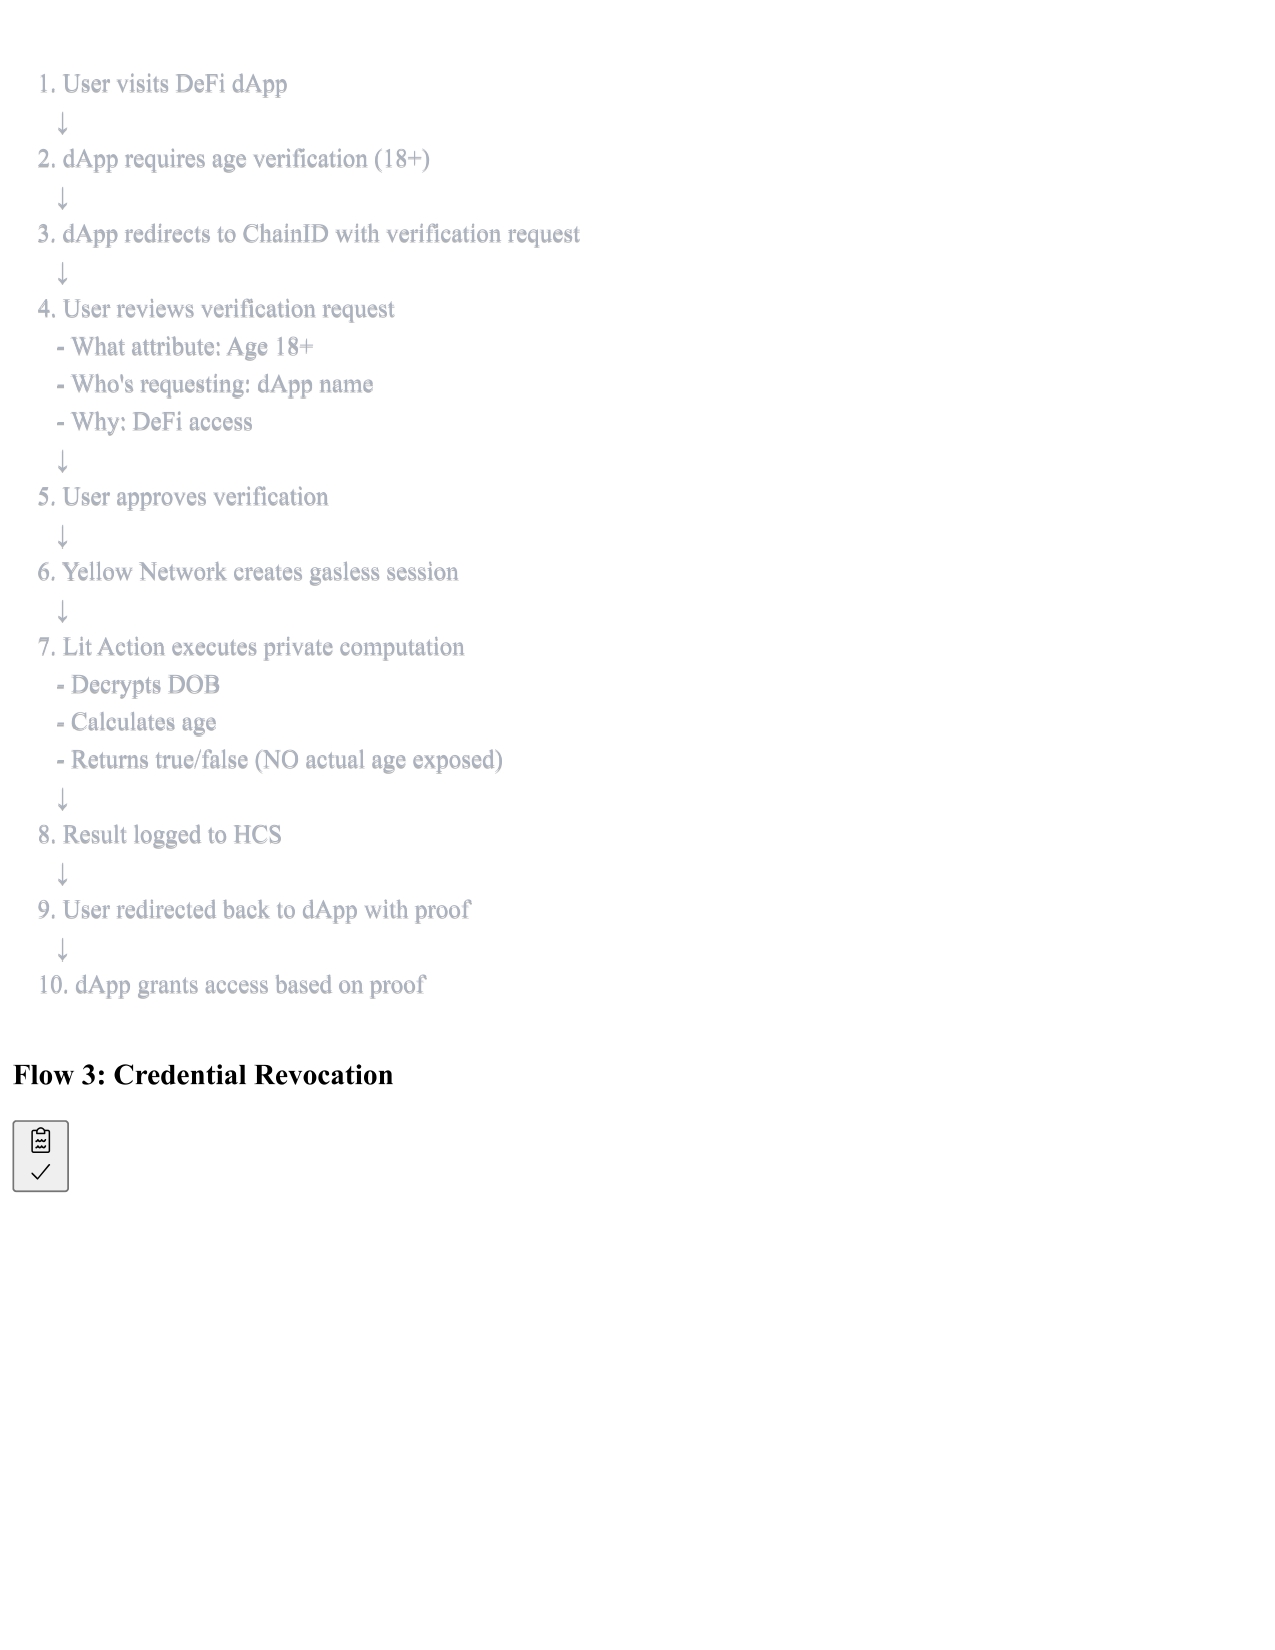 1. User visits DeFi dApp
↓
2. dApp requires age verification (18+)
↓
3. dApp redirects to ChainID with verification request
↓
4. User reviews verification request
- What attribute: Age 18+
- Who's requesting: dApp name
- Why: DeFi access
↓
5. User approves verification
↓
6. Yellow Network creates gasless session
↓
7. Lit Action executes private computation
- Decrypts DOB
- Calculates age
- Returns true/false (NO actual age exposed)
↓
8. Result logged to HCS
↓
9. User redirected back to dApp with proof
↓
10. dApp grants access based on proof
Flow 3: Credential Revocation